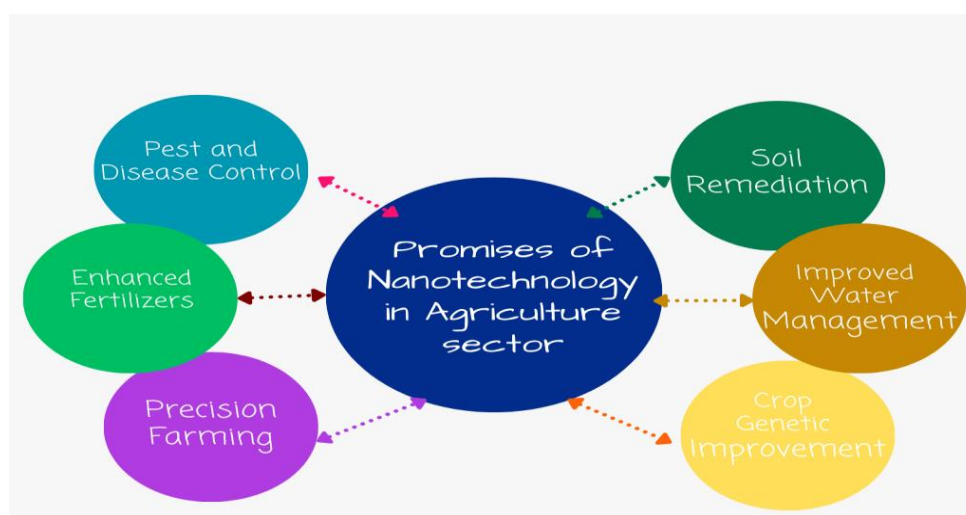 Pest and
Disease Control
Enhanced
Fertilizers
Precision
Farming
Promises of
Nanotechnology
in Agriculture
sector
Soil
Remediation
Improved
Water
Management
Crop
Genetic
Improvement